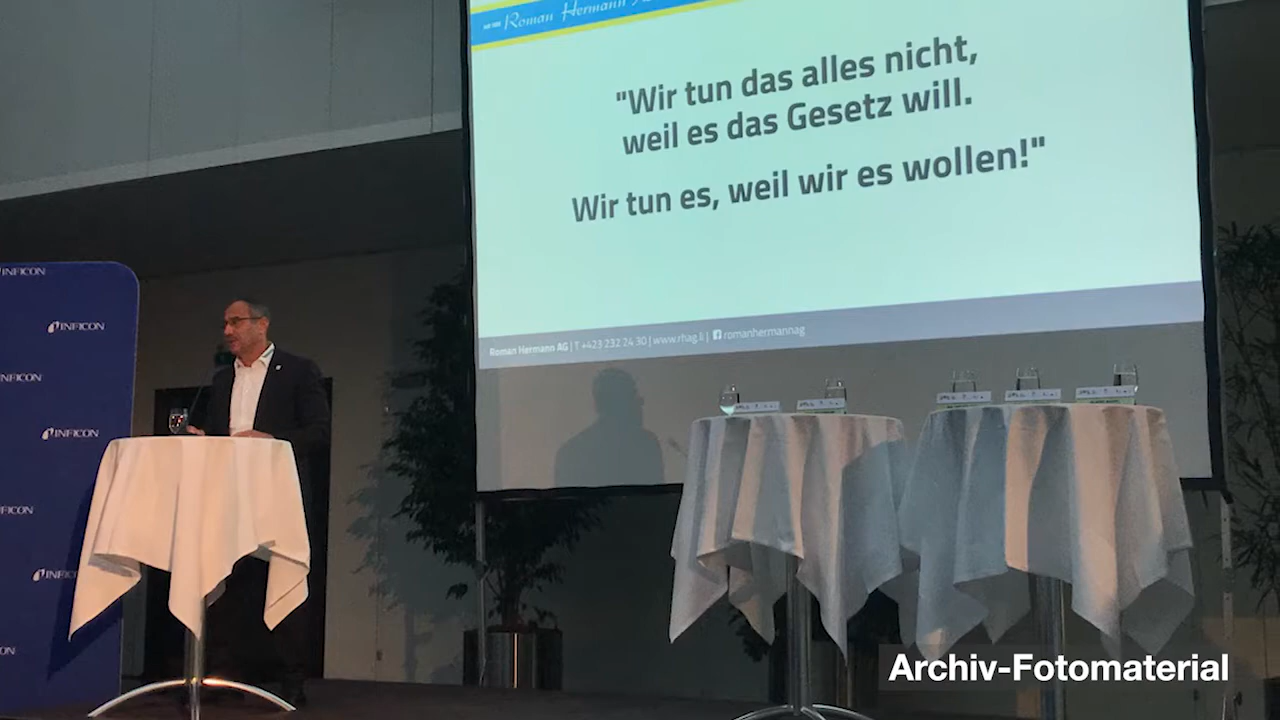 Roman Hermann
"Wir tun das alles nicht,
weil es das Gesetz will.
Wir tun es, weil wir es wollen!"
Roman Hermann AG | T +423 232 24 30 | www.rhag.li | romanhermannag
INFICON
INFICON
INFICON
INFICON
INFICON
Archiv-Fotomaterial